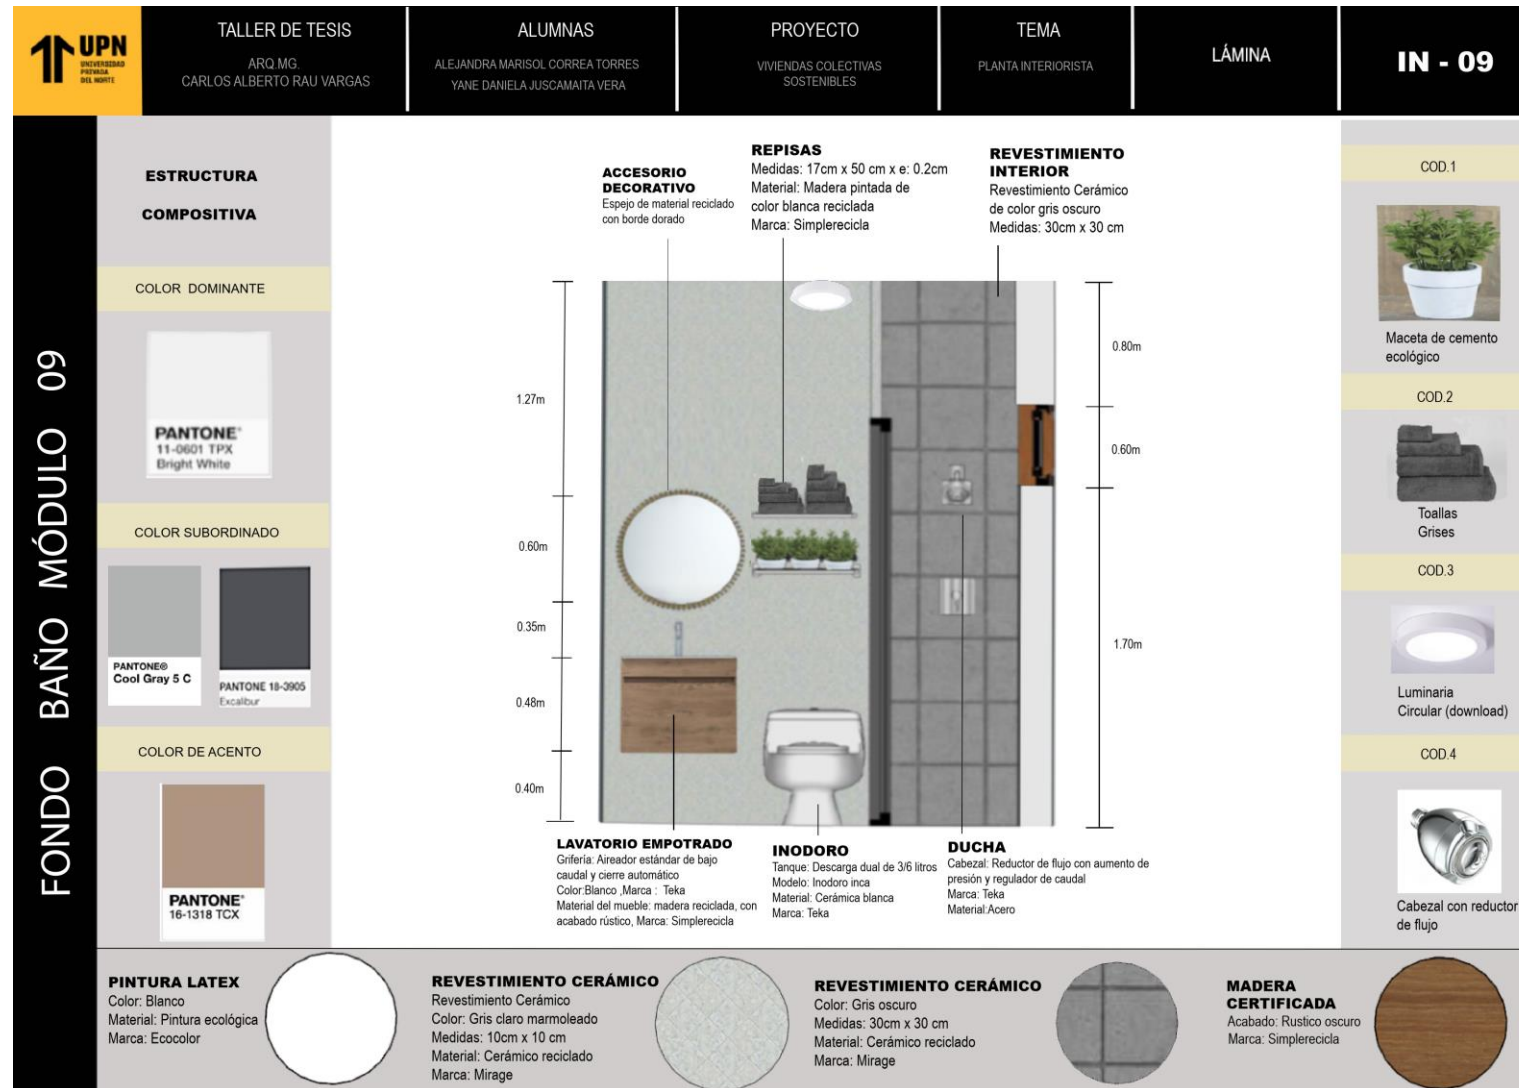 UPN
UNIVERSIDAD
PRIVADA
DEL NORTE
TALLER DE TESIS
ARQ.MG.
CARLOS ALBERTO RAU VARGAS
ALUMNAS
ALEJANDRA MARISOL CORREA TORRES
YANE DANIELA JUSCAMAITA VERA
PROYECTO
VIVIENDAS COLECTIVAS
SOSTENIBLES
TEMA
PLANTA INTERIORISTA
LÁMINA
IN - 09
FONDO BAÑO MÓDULO 09
ESTRUCTURA
COMPOSITIVA
COLOR DOMINANTE
PANTONE®
11-0601 TPX
Bright White
COLOR SUBORDINADO
PANTONE®
Cool Gray 5 C
PANTONE 18-3905
Excalibur
COLOR DE ACENTO
PANTONE®
16-1318 TCX
ACCESORIO
DECORATIVO
Espejo de material reciclado
con borde dorado
REPISAS
Medidas: 17cm x 50 cm x e: 0.2cm
Material: Madera pintada de
color blanca reciclada
Marca: Simplerecicla
REVESTIMIENTO
INTERIOR
Revestimiento Cerámico
de color gris oscuro
Medidas: 30cm x 30 cm
1.27m
0.60m
0.35m
0.48m
0.40m
0.80m
0.60m
1.70m
LAVATORIO EMPOTRADO
Grifería: Aireador estándar de bajo
caudal y cierre automático
Color:Blanco ,Marca : Teka
Material del mueble: madera reciclada, con
acabado rústico, Marca: Simplerecicla
INODORO
Tanque: Descarga dual de 3/6 litros
Modelo: Inodoro inca
Material: Cerámica blanca
Marca: Teka
DUCHA
Cabezal: Reductor de flujo con aumento de
presión y regulador de caudal
Marca: Teka
Material:Acero
COD.1
Maceta de cemento
ecológico
COD.2
Toallas
Grises
COD.3
Luminaria
Circular (download)
COD.4
Cabezal con reductor
de flujo
PINTURA LATEX
Color: Blanco
Material: Pintura ecológica
Marca: Ecocolor
REVESTIMIENTO CERÁMICO
Revestimiento Cerámico
Color: Gris claro marmoleado
Medidas: 10cm x 10 cm
Material: Cerámico reciclado
Marca: Mirage
REVESTIMIENTO CERÁMICO
Color: Gris oscuro
Medidas: 30cm x 30 cm
Material: Cerámico reciclado
Marca: Mirage
MADERA
CERTIFICADA
Acabado: Rustico oscuro
Marca: Simplerecicla